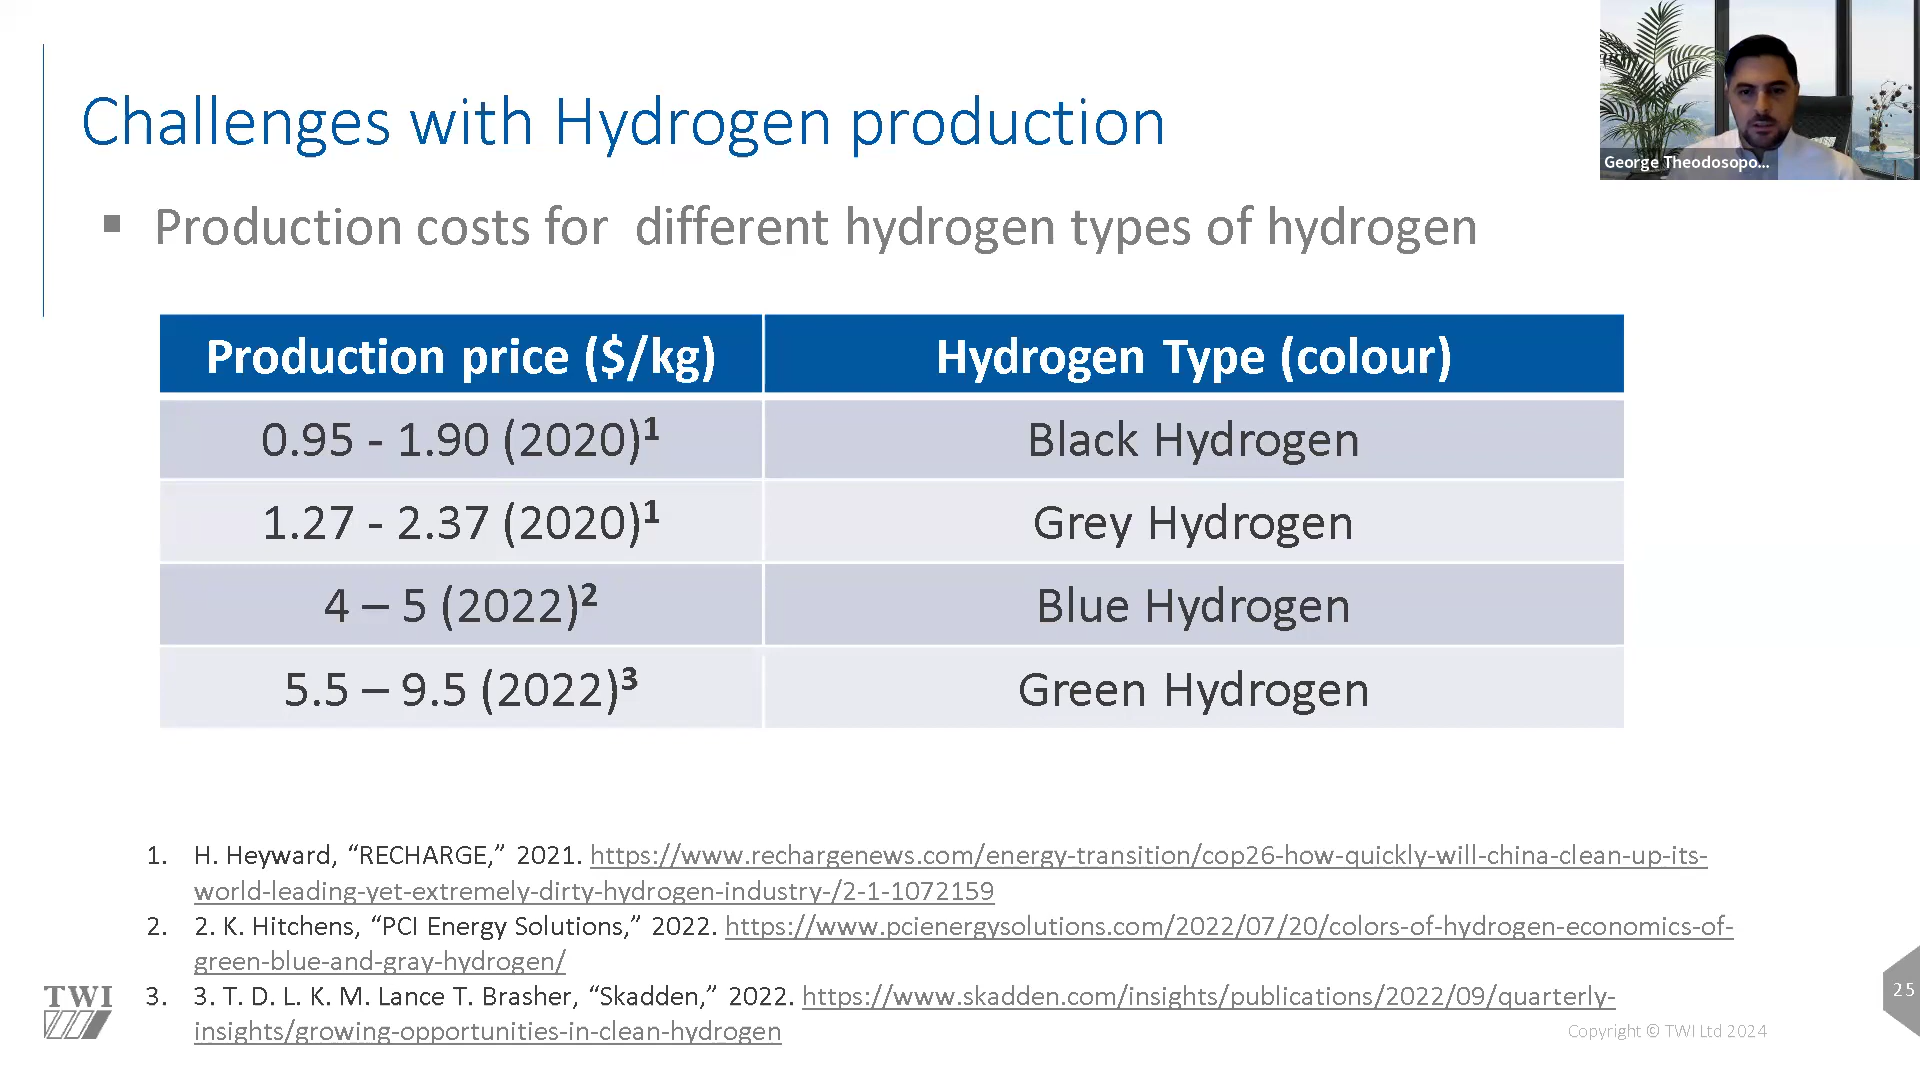 Challenges with Hydrogen production
George Theodosopo...
▪ Production costs for different hydrogen types of hydrogen
Production price ($/kg) Hydrogen Type (colour)
0.95 - 1.90 (2020)¹ Black Hydrogen
1.27 - 2.37 (2020)¹ Grey Hydrogen
4 – 5 (2022)² Blue Hydrogen
5.5 – 9.5 (2022)³ Green Hydrogen
1. H. Heyward, “RECHARGE,” 2021. https://www.rechargenews.com/energy-transition/cop26-how-quickly-will-china-clean-up-its-
world-leading-yet-extremely-dirty-hydrogen-industry-/2-1-1072159
2. 2. K. Hitchens, “PCI Energy Solutions,” 2022. https://www.pcienergysolutions.com/2022/07/20/colors-of-hydrogen-economics-of-
green-blue-and-gray-hydrogen/
3. 3. T. D. L. K. M. Lance T. Brasher, “Skadden,” 2022. https://www.skadden.com/insights/publications/2022/09/quarterly-
insights/growing-opportunities-in-clean-hydrogen
TWI
25
Copyright © TWI Ltd 2024